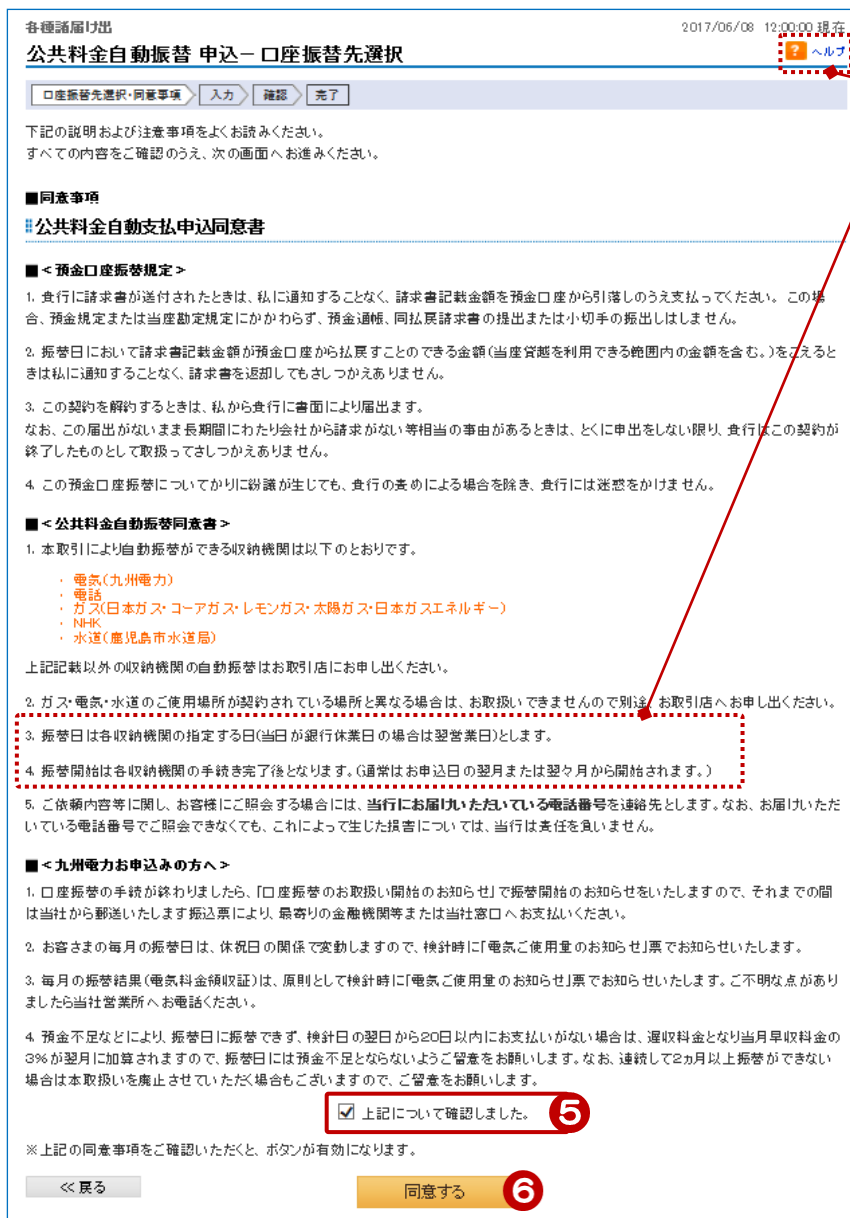 各種諸届け出
2017/06/08 12:00:00 現在
公共料金自動振替 申込－口座振替先選択
? ヘルプ
口座振替先選択・同意事項 入力 確認 完了
下記の説明および注意事項をよくお読みください。
すべての内容をご確認のうえ、次の画面へお進みください。
■同意事項
公共料金自動支払申込同意書
■＜預金口座振替規定＞
1. 貴行に請求書が送付されたときは、私に通知することなく、請求書記載金額を預金口座から引落しのうえ支払ってください。この場
合、預金規定または当座勘定規定にかかわらず、預金通帳、同払戻請求書の提出または小切手の振出しはしません。
2. 振替日において請求書記載金額が預金口座から払戻すことのできる金額(当座貸越を利用できる範囲内の金額を含む。)をこえると
きは私に通知することなく、請求書を返却してもさしつかえありません。
3. この契約を解約するときは、私から貴行に書面により届出ます。
なお、この届出がないまま長期間にわたり会社から請求がない等相当の事由があるときは、とくに申出をしない限り、貴行はこの契約が
終了したものとして取扱ってさしつかえありません。
4. この預金口座振替についてかりに紛議が生じても、貴行の責めによる場合を除き、貴行には迷惑をかけません。
■＜公共料金自動振替同意書＞
1. 本取引により自動振替ができる収納機関は以下のとおりです。
・ 電気(九州電力)
・ 電話
・ ガス(日本ガス・コーアガス・レモンガス・太陽ガス・日本ガスエネルギー)
・ NHK
・ 水道(鹿児島市水道局)
上記記載以外の収納機関の自動振替はお取引店にお申し出ください。
2. ガス・電気・水道のご使用場所が契約されている場所と異なる場合は、お取扱いできませんので別途、お取引店へお申し出ください。
3. 振替日は各収納機関の指定する日(当日が銀行休業日の場合は翌営業日)とします。
4. 振替開始は各収納機関の手続き完了後となります。(通常はお申込日の翌月または翌々月から開始されます。)
5. ご依頼内容等に関し、お客様にご照会する場合には、当行にお届けいただいている電話番号を連絡先とします。なお、お届けいただ
いている電話番号でご照会できなくても、これによって生じた損害については、当行は責任を負いません。
■＜九州電力お申込みの方へ＞
1. 口座振替の手続が終わりましたら、「口座振替のお取扱い開始のお知らせ」で振替開始のお知らせをいたしますので、それまでの間
は当社から郵送いたします振込票により、最寄りの金融機関等または当社窓口へお支払いください。
2. お客さまの毎月の振替日は、休祝日の関係で変動しますので、検針時に「電気ご使用量のお知らせ」票でお知らせいたします。
3. 毎月の振替結果(電気料金領収証)は、原則として検針時に「電気ご使用量のお知らせ」票でお知らせいたします。ご不明な点があり
ましたら当社営業所へお電話ください。
4. 預金不足などにより、振替日に振替できず、検針日の翌日から20日以内にお支払いがない場合は、遅収料金となり当月早収料金の
3%が翌月に加算されますので、振替日には預金不足とならないようご留意をお願いします。なお、連続して2ヵ月以上振替ができない
場合は本取扱いを廃止させていただく場合もございますので、ご留意をお願いします。
上記について確認しました。 5
※上記の同意事項をご確認いただくと、ボタンが有効になります。
≪ 戻る
同意する 6